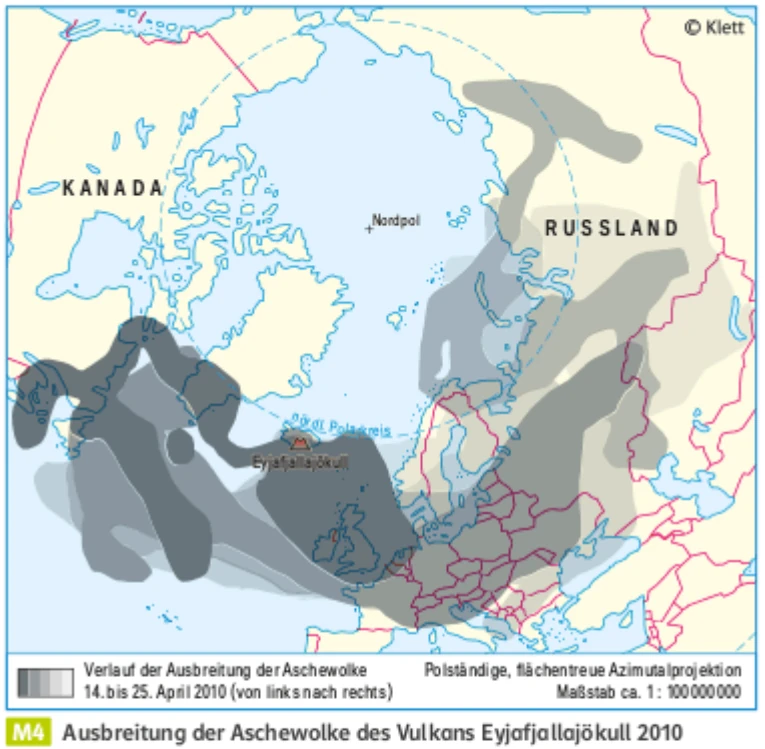 © Klett
KANADA
Nordpol
RUSSLAND
nördl. Polarkreis
Eyjafjallajökull
Verlauf der Ausbreitung der Aschewolke
14. bis 25. April 2010 (von links nach rechts)
Polständige, flächentreue Azimutalprojektion
Maßstab ca. 1 : 100 000 000
M4 Ausbreitung der Aschewolke des Vulkans Eyjafjallajökull 2010